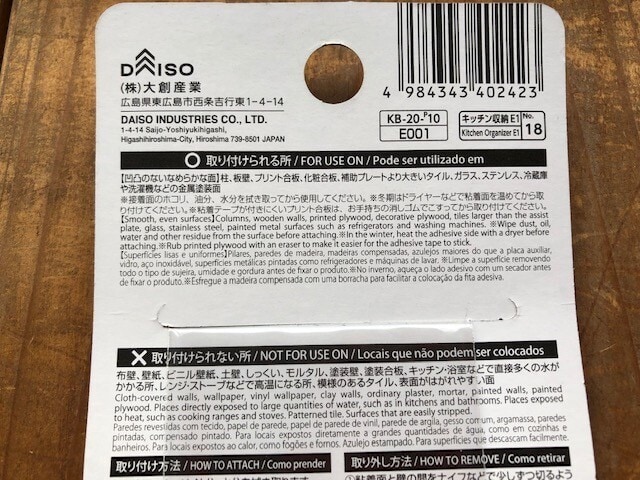 DAISO
(株)大創産業
広島県東広島市西条吉行東1-4-14
DAISO INDUSTRIES CO., LTD.
1-4-14 Saijo-Yoshiyukihigashi,
Higashihiroshima-City, Hiroshima 739-8501 JAPAN
4 984343 402423
KB-20-P10
E001
キッチン収納E1
Kitchen Organizer E1
No. 18
取り付けられる所 / FOR USE ON / Pode ser utilizado em
【凹凸のないなめらかな面】柱、板壁、プリント合板、化粧合板、補助プレートより大きいタイル、ガラス、ステンレス、冷蔵庫
や洗濯機などの金属塗装面
※接着面のホコリ、油分、水分を拭き取って使用してください。※冬期はドライヤーなどで粘着面を温めてから取
り付けてください。※粘着テープが付きにくいプリント合板は、お手持ちの消しゴムでこすってから取り付けてください。
【Smooth, even surfaces】Columns, wooden walls, printed plywood, decorative plywood, tiles larger than the assist
plate, glass, stainless steel, painted metal surfaces such as refrigerators and washing machines. ※Wipe dust, oil,
water and other residue from the surface before attaching.※In the winter, heat the adhesive side with a dryer before
attaching.※Rub printed plywood with an eraser to make it easier for the adhesive tape to stick.
【Superfícies lisas e uniformes】Pilares, paredes de madeira, madeiras compensadas, azulejos maiores do que a placa auxiliar,
vidro, aço inoxidável, superfícies metálicas pintadas como refrigeradores e máquinas de lavar. ※Limpe a superfície removendo
todo o tipo de sujeira, umidade e gordura antes de fixar o produto.※No inverno, aqueça o lado adesivo com um secador antes
de fixar o produto.※Esfregue a madeira compensada com uma borracha para facilitar a colocação da fita adesiva.
取り付けられない所 / NOT FOR USE ON / Locais que não podem ser colocados
布壁、壁紙、ビニル壁紙、土壁、しっくい、モルタル、塗装壁、塗装合板、キッチン・浴室などで直接多くの水が
かかる所、レンジ・ストーブなどで高温になる所、模様のあるタイル、表面がはがれやすい面
Cloth-covered walls, wallpaper, vinyl wallpaper, clay walls, ordinary plaster, mortar, painted walls, painted
plywood. Places directly exposed to large quantities of water, such as in kitchens and bathrooms. Places exposed
to heat, such as cooking ranges and stoves. Patterned tile. Surfaces that are easily stripped.
Paredes revestidas com tecido, papel de parede, papel de parede de vinil, parede de argila, gesso comum, argamassa, paredes
pintadas, compensado pintado. Para locais expostos diretamente a grandes quantidades de água, como de cozinhas e
banheiros. Para locais expostos ao calor, como fogões e fornos. Azulejo estampado. Para superfícies que descascam facilmente.
取り付け方法 / HOW TO ATTACH / Como prender
取り外し方法 / HOW TO REMOVE / Como retirar
①粘着面と壁の間をナイフなどで少しずつ切るよう